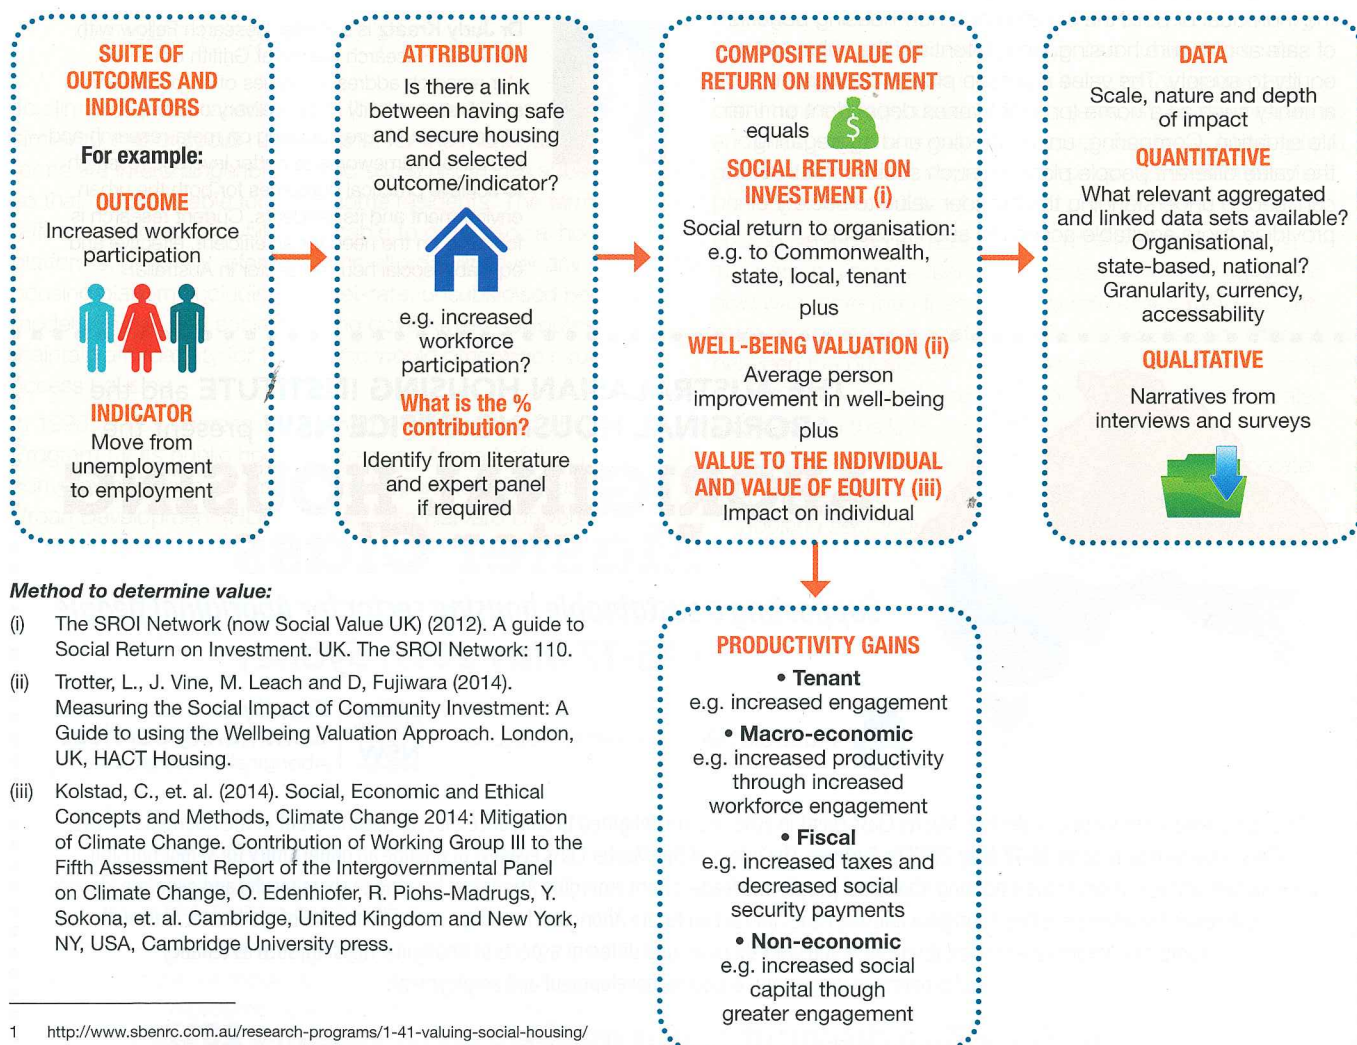 SUITE OF
OUTCOMES AND
INDICATORS
For example:
OUTCOME
Increased workforce
participation
INDICATOR
Move from
unemployment
to employment
ATTRIBUTION
Is there a link
between having safe
and secure housing
and selected
outcome/indicator?
e.g. increased
workforce
participation?
What is the %
contribution?
Identify from literature
and expert panel
if required
COMPOSITE VALUE OF
RETURN ON INVESTMENT
equals
$
SOCIAL RETURN ON
INVESTMENT (i)
Social return to organisation:
e.g. to Commonwealth,
state, local, tenant
plus
WELL-BEING VALUATION (ii)
Average person
improvement in well-being
plus
VALUE TO THE INDIVIDUAL
AND VALUE OF EQUITY (iii)
Impact on individual
DATA
Scale, nature and depth
of impact
QUANTITATIVE
What relevant aggregated
and linked data sets available?
Organisational,
state-based, national?
Granularity, currency,
accessability
QUALITATIVE
Narratives from
interviews and surveys
PRODUCTIVITY GAINS
• Tenant
e.g. increased engagement
• Macro-economic
e.g. increased productivity
through increased
workforce engagement
• Fiscal
e.g. increased taxes and
decreased social
security payments
• Non-economic
e.g. increased social
capital though
greater engagement
Method to determine value:
(i) The SROI Network (now Social Value UK) (2012). A guide to
Social Return on Investment. UK. The SROI Network: 110.
(ii) Trotter, L., J. Vine, M. Leach and D, Fujiwara (2014).
Measuring the Social Impact of Community Investment: A
Guide to using the Wellbeing Valuation Approach. London,
UK, HACT Housing.
(iii) Kolstad, C., et. al. (2014). Social, Economic and Ethical
Concepts and Methods, Climate Change 2014: Mitigation
of Climate Change. Contribution of Working Group III to the
Fifth Assessment Report of the Intergovernmental Panel
on Climate Change, O. Edenhiofer, R. Piohs-Madrugs, Y.
Sokona, et. al. Cambridge, United Kingdom and New York,
NY, USA, Cambridge University press.
1 http://www.sbenrc.com.au/research-programs/1-41-valuing-social-housing/